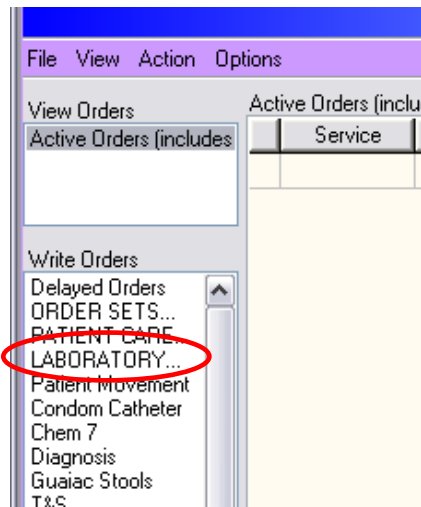 File View Action Options
View Orders
Active Orders (includes
Active Orders (inclu
Service
Write Orders
Delayed Orders
ORDER SETS...
PATIENT CARE...
LABORATORY...
Patient Movement
Condom Catheter
Chem 7
Diagnosis
Guaiac Stools
T&S